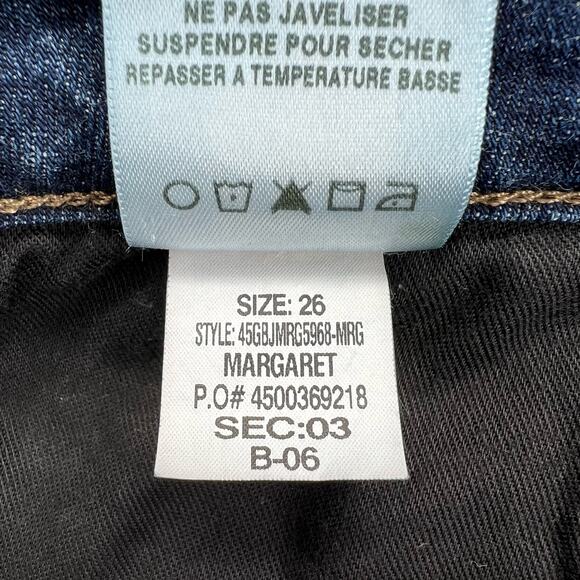 NE PAS JAVELISER
SUSPENDRE POUR SECHER
REPASSER A TEMPERATURE BASSE
SIZE: 26
STYLE: 45GBJMRG5968-MRG
MARGARET
P.O# 4500369218
SEC:03
B-06